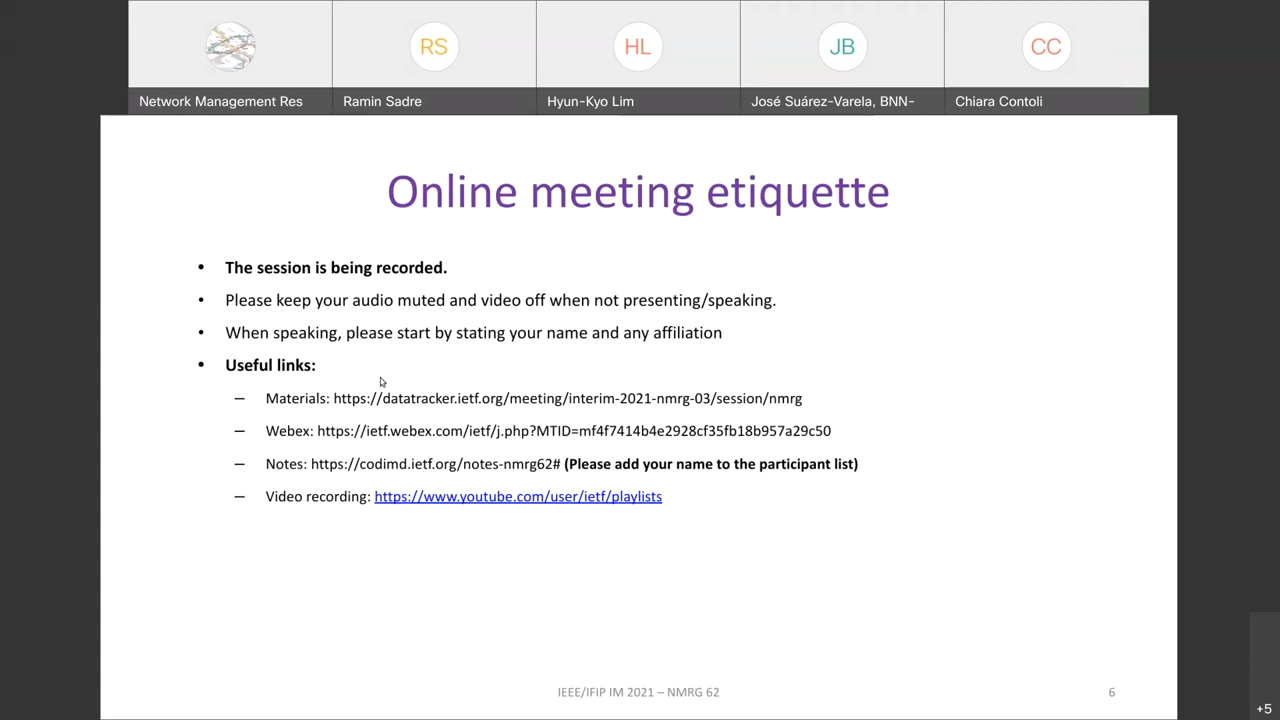 RS
HL
JB
CC
Network Management Res
Ramin Sadre
Hyun-Kyo Lim
José Suárez-Varela, BNN-
Chiara Contoli
Online meeting etiquette
• The session is being recorded.
• Please keep your audio muted and video off when not presenting/speaking.
• When speaking, please start by stating your name and any affiliation
• Useful links:
– Materials: https://datatracker.ietf.org/meeting/interim-2021-nmrg-03/session/nmrg
– Webex: https://ietf.webex.com/ietf/j.php?MTID=mf4f7414b4e2928cf35fb18b957a29c50
– Notes: https://codimd.ietf.org/notes-nmrg62# (Please add your name to the participant list)
– Video recording: https://www.youtube.com/user/ietf/playlists
IEEE/IFIP IM 2021 – NMRG 62
6
+5